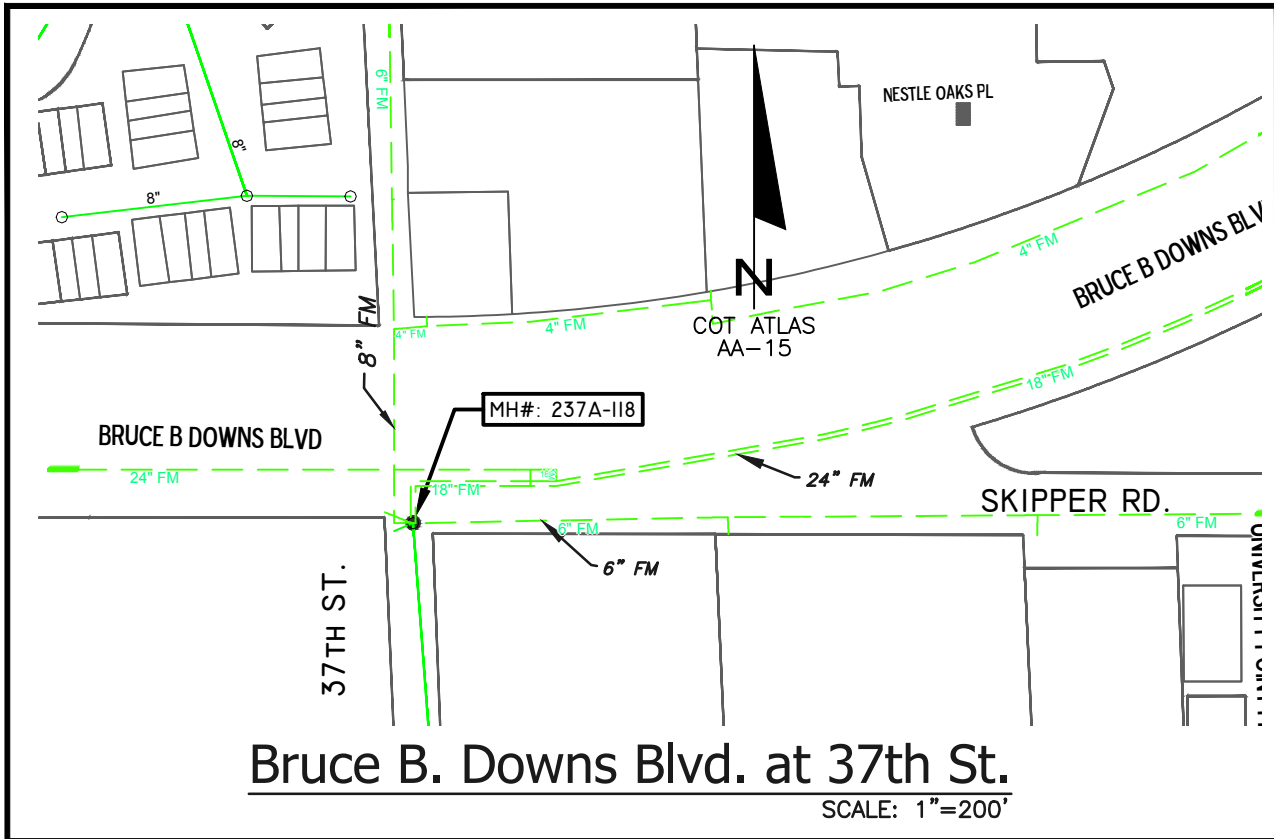 6" FM
NESTLE OAKS PL
8"
8"
4" FM
BRUCE B DOWNS BLV
N
COT ATLAS
AA-15
8" FM
4" FM
4" FM
18" FM
MH#: 237A-118
BRUCE B DOWNS BLVD
24" FM
18" FM
24" FM
SKIPPER RD.
6" FM
6" FM
6" FM
37TH ST.
Bruce B. Downs Blvd. at 37th St.
SCALE: 1"=200'